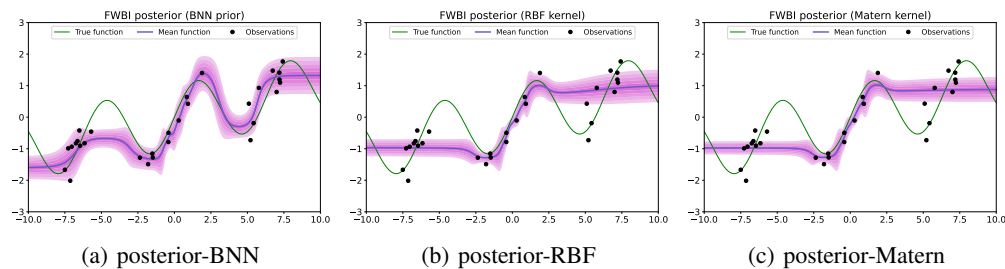 FWBI posterior (BNN prior)
True function Mean function Observations
3
2
1
0
−1
−2
−3
−10.0 −7.5 −5.0 −2.5 0.0 2.5 5.0 7.5 10.0
(a) posterior-BNN
FWBI posterior (RBF kernel)
True function Mean function Observations
3
2
1
0
−1
−2
−3
−10.0 −7.5 −5.0 −2.5 0.0 2.5 5.0 7.5 10.0
(b) posterior-RBF
FWBI posterior (Matern kernel)
True function Mean function Observations
3
2
1
0
−1
−2
−3
−10.0 −7.5 −5.0 −2.5 0.0 2.5 5.0 7.5 10.0
(c) posterior-Matern